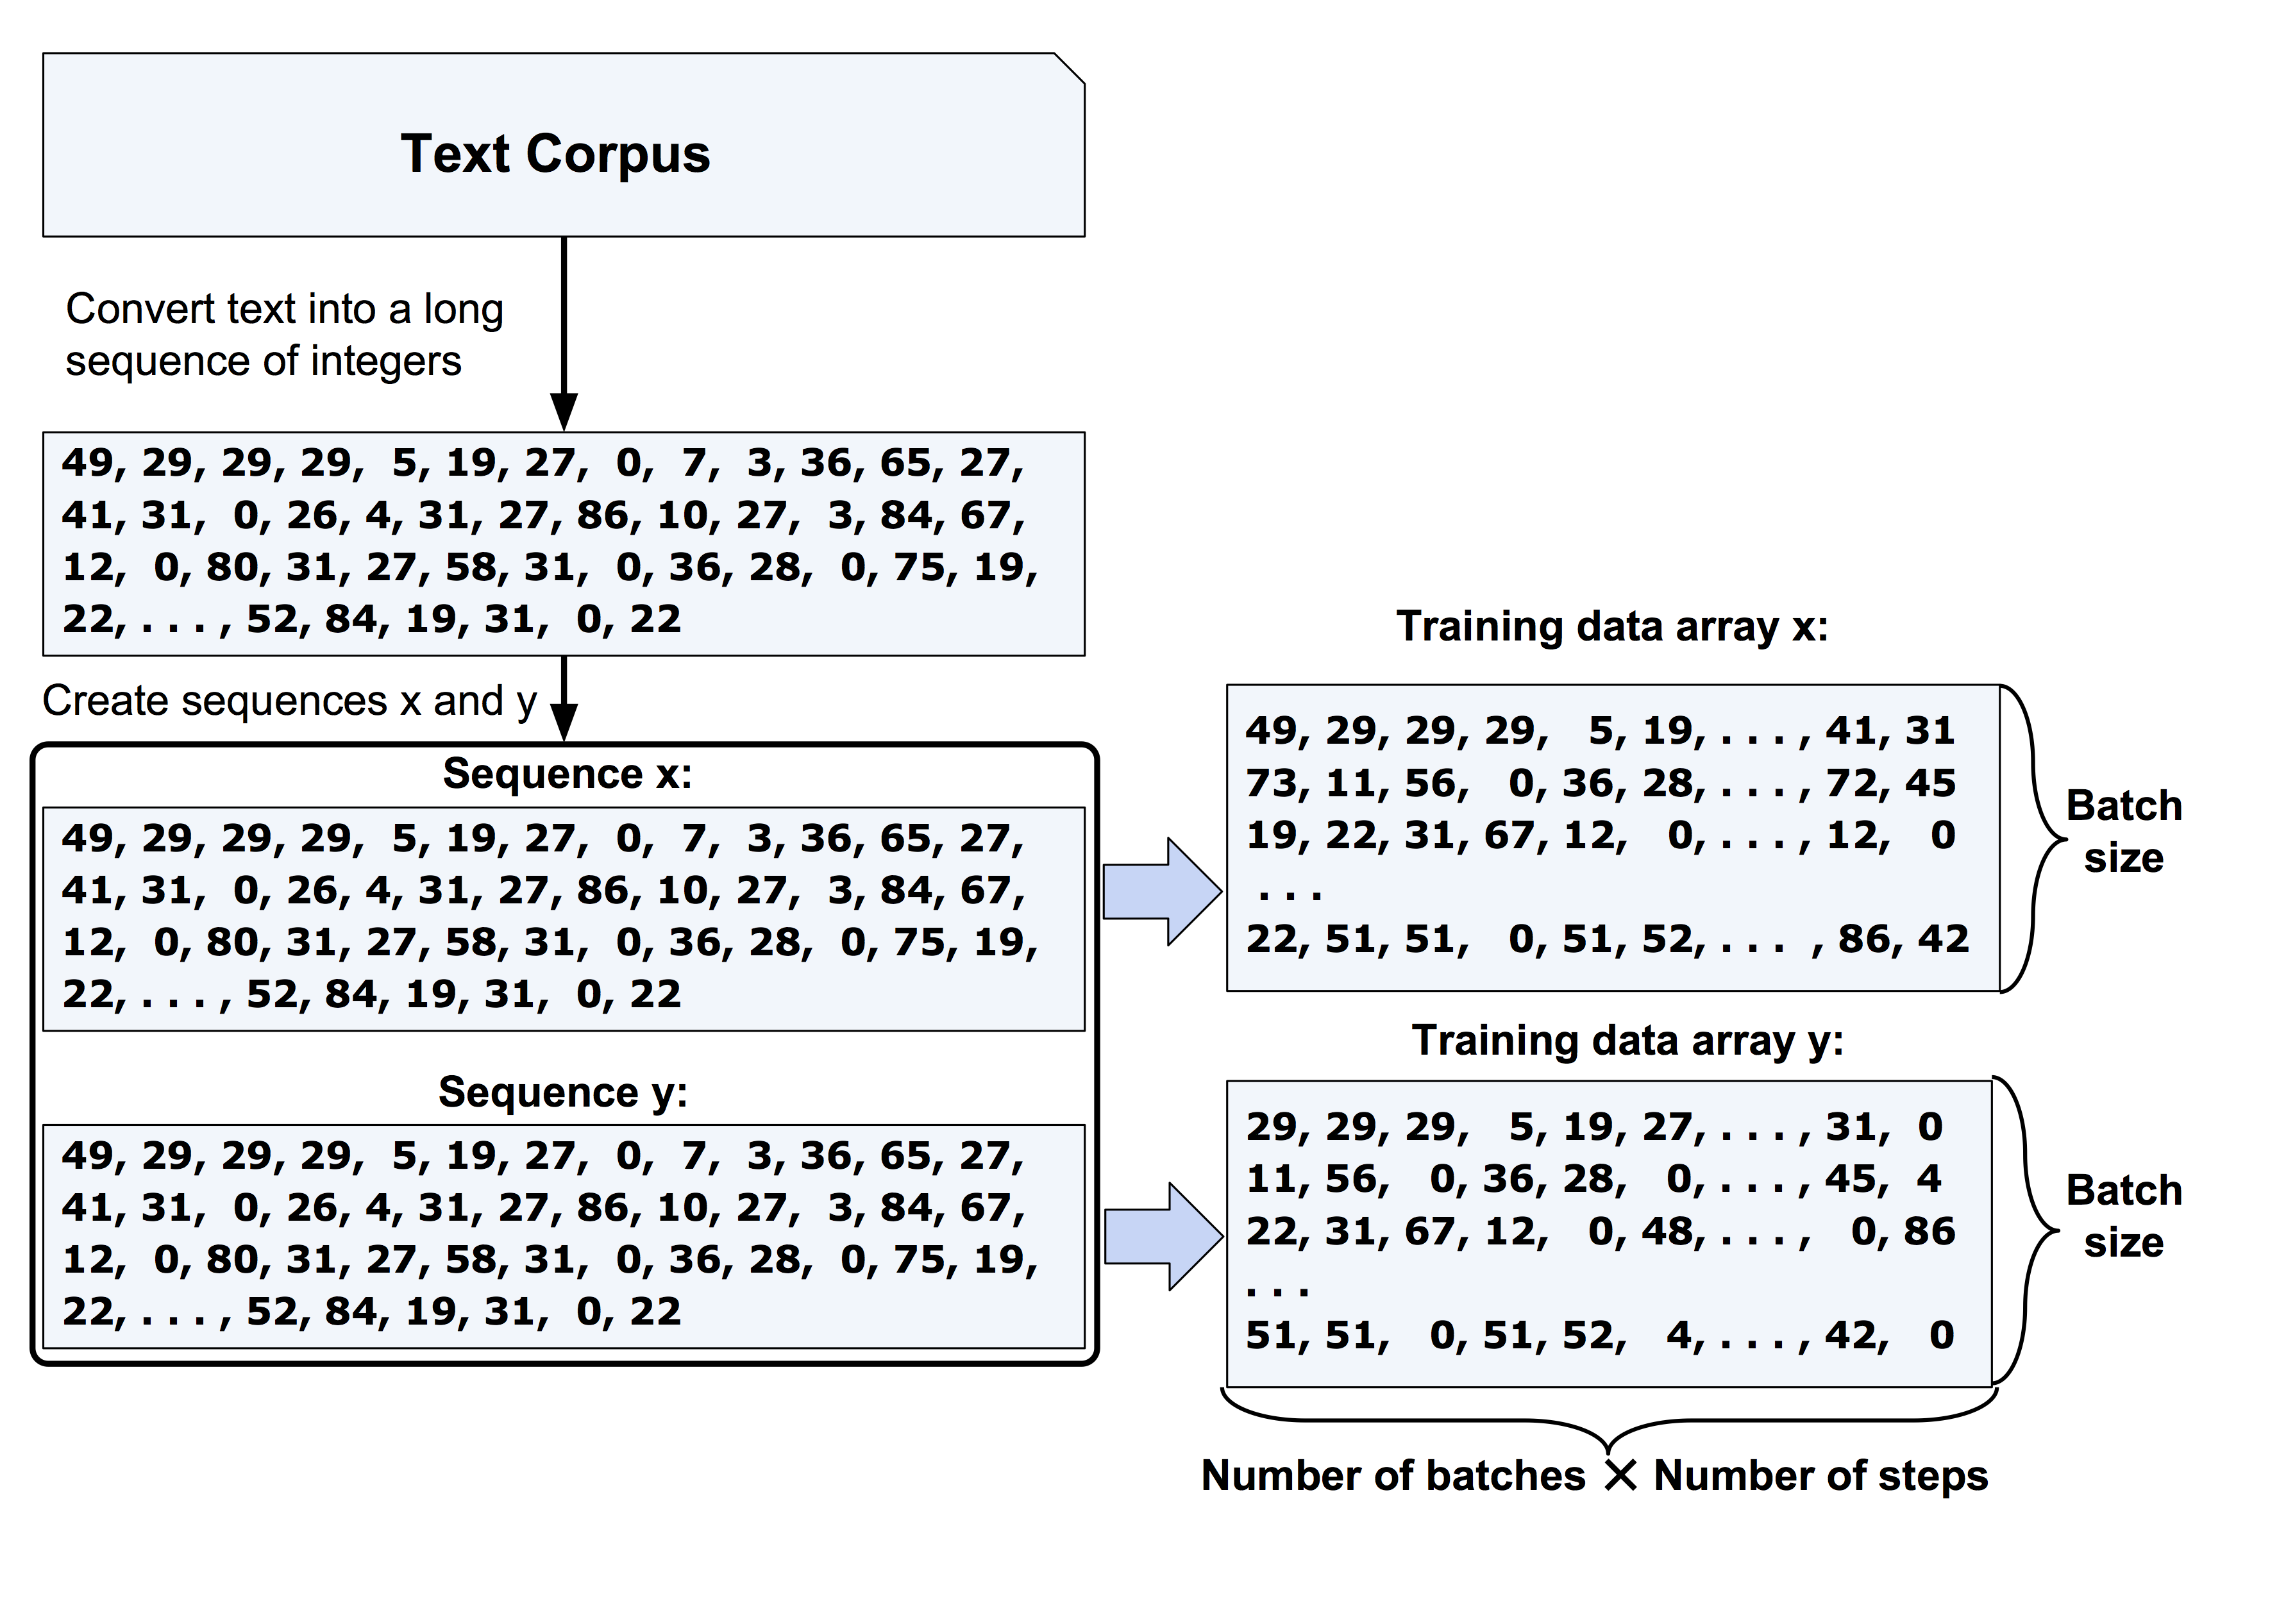 Text Corpus
Convert text into a long
sequence of integers
49, 29, 29, 29, 5, 19, 27, 0, 7, 3, 36, 65, 27,
41, 31, 0, 26, 4, 31, 27, 86, 10, 27, 3, 84, 67,
12, 0, 80, 31, 27, 58, 31, 0, 36, 28, 0, 75, 19,
22, . . . , 52, 84, 19, 31, 0, 22
Create sequences x and y
Sequence x:
49, 29, 29, 29, 5, 19, 27, 0, 7, 3, 36, 65, 27,
41, 31, 0, 26, 4, 31, 27, 86, 10, 27, 3, 84, 67,
12, 0, 80, 31, 27, 58, 31, 0, 36, 28, 0, 75, 19,
22, . . . , 52, 84, 19, 31, 0, 22
Sequence y:
49, 29, 29, 29, 5, 19, 27, 0, 7, 3, 36, 65, 27,
41, 31, 0, 26, 4, 31, 27, 86, 10, 27, 3, 84, 67,
12, 0, 80, 31, 27, 58, 31, 0, 36, 28, 0, 75, 19,
22, . . . , 52, 84, 19, 31, 0, 22
Training data array x:
49, 29, 29, 29, 5, 19, . . . , 41, 31
73, 11, 56, 0, 36, 28, . . . , 72, 45
19, 22, 31, 67, 12, 0, . . . , 12, 0
. . .
22, 51, 51, 0, 51, 52, . . . , 86, 42
Batch
size
Training data array y:
29, 29, 29, 5, 19, 27, . . . , 31, 0
11, 56, 0, 36, 28, 0, . . . , 45, 4
22, 31, 67, 12, 0, 48, . . . , 0, 86
. . .
51, 51, 0, 51, 52, 4, . . . , 42, 0
Batch
size
Number of batches × Number of steps